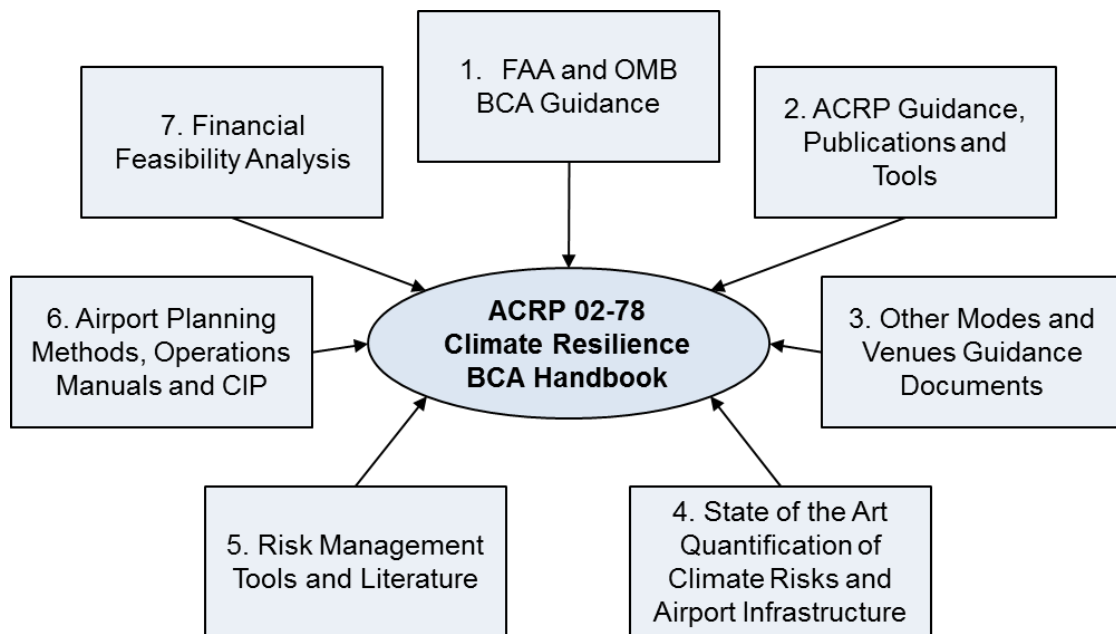 1. FAA and OMB
BCA Guidance
2. ACRP Guidance,
Publications and
Tools
3. Other Modes and
Venues Guidance
Documents
4. State of the Art
Quantification of
Climate Risks and
Airport Infrastructure
5. Risk Management
Tools and Literature
6. Airport Planning
Methods, Operations
Manuals and CIP
7. Financial
Feasibility Analysis
ACRP 02-78
Climate Resilience
BCA Handbook